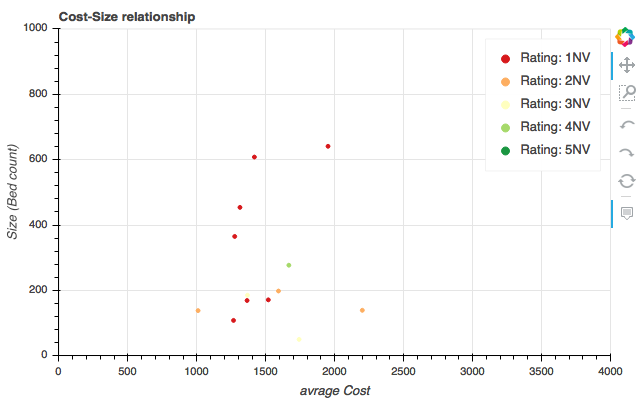 Cost-Size relationship
1000
800
600
400
200
0
Size (Bed count)
Rating: 1NV
Rating: 2NV
Rating: 3NV
Rating: 4NV
Rating: 5NV
0 500 1000 1500 2000 2500 3000 3500 4000
avrage Cost